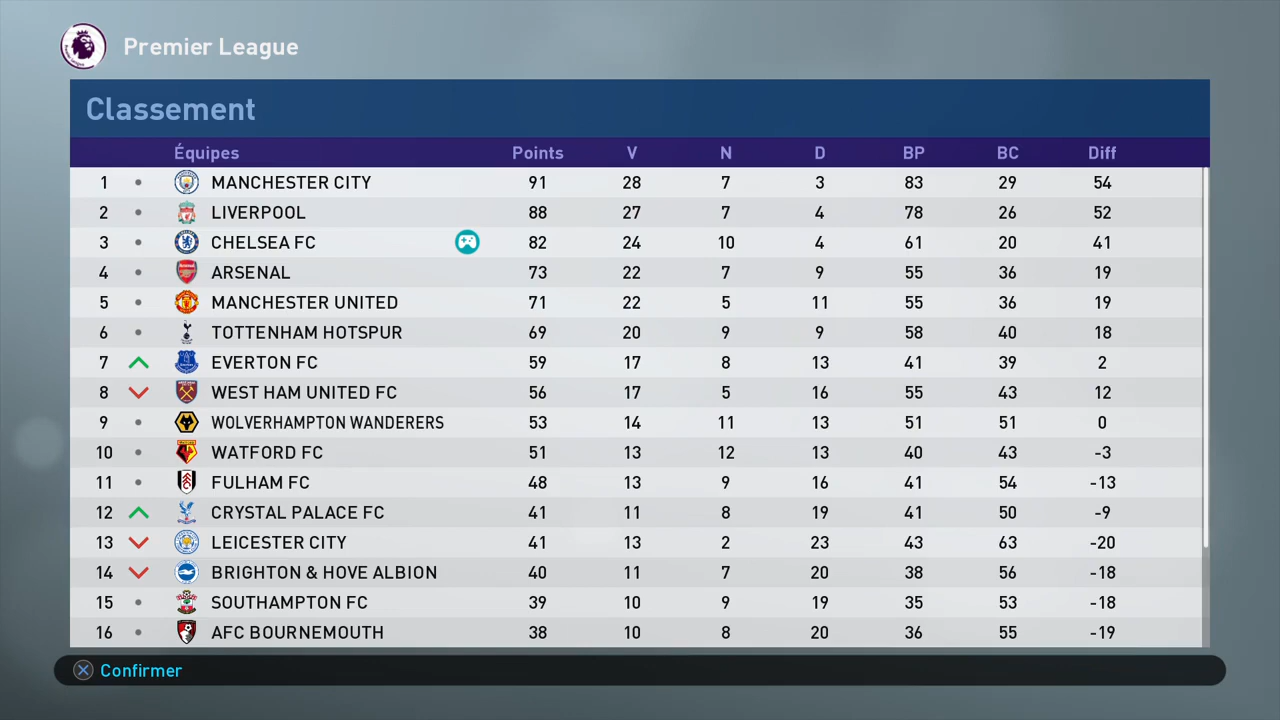 Premier League
Classement
Équipes Points V N D BP BC Diff
1 MANCHESTER CITY 91 28 7 3 83 29 54
2 LIVERPOOL 88 27 7 4 78 26 52
3 CHELSEA FC 82 24 10 4 61 20 41
4 ARSENAL 73 22 7 9 55 36 19
5 MANCHESTER UNITED 71 22 5 11 55 36 19
6 TOTTENHAM HOTSPUR 69 20 9 9 58 40 18
7 EVERTON FC 59 17 8 13 41 39 2
8 WEST HAM UNITED FC 56 17 5 16 55 43 12
9 WOLVERHAMPTON WANDERERS 53 14 11 13 51 51 0
10 WATFORD FC 51 13 12 13 40 43 -3
11 FULHAM FC 48 13 9 16 41 54 -13
12 CRYSTAL PALACE FC 41 11 8 19 41 50 -9
13 LEICESTER CITY 41 13 2 23 43 63 -20
14 BRIGHTON & HOVE ALBION 40 11 7 20 38 56 -18
15 SOUTHAMPTON FC 39 10 9 19 35 53 -18
16 AFC BOURNEMOUTH 38 10 8 20 36 55 -19
Confirmer